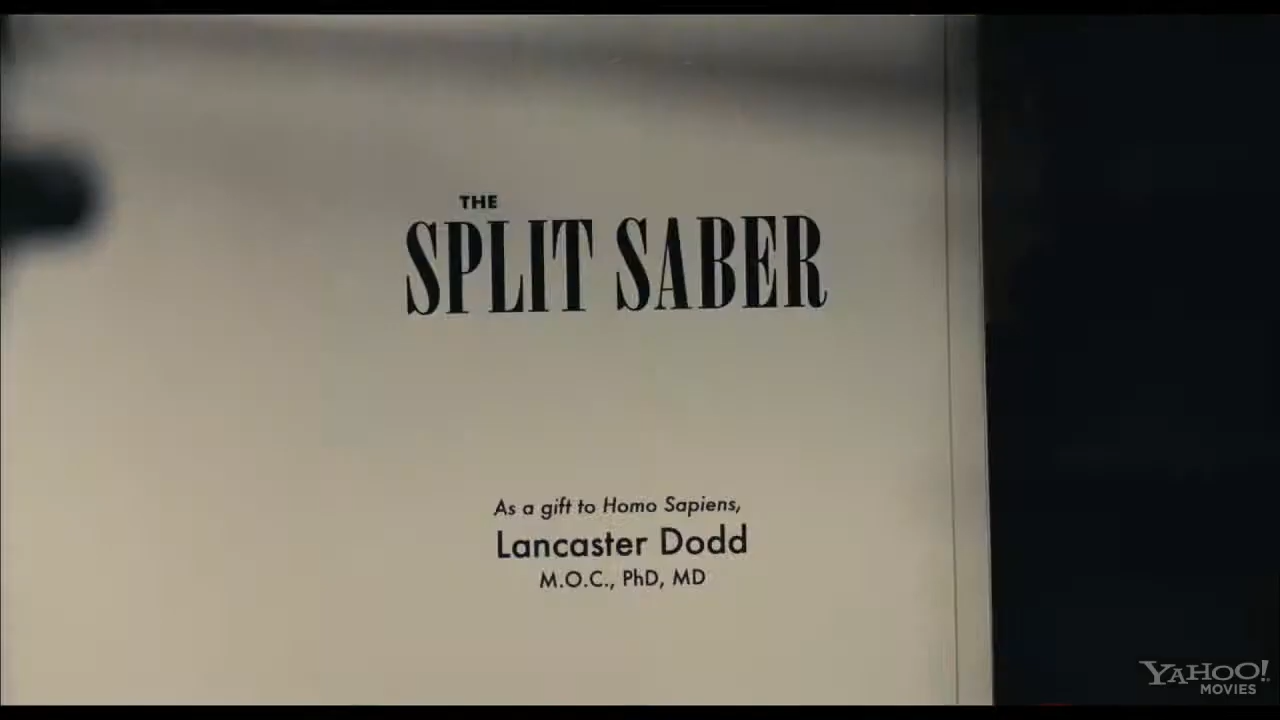 THE
SPLIT SABER
As a gift to Homo Sapiens,
Lancaster Dodd
M.O.C., PhD, MD
YAHOO!
MOVIES